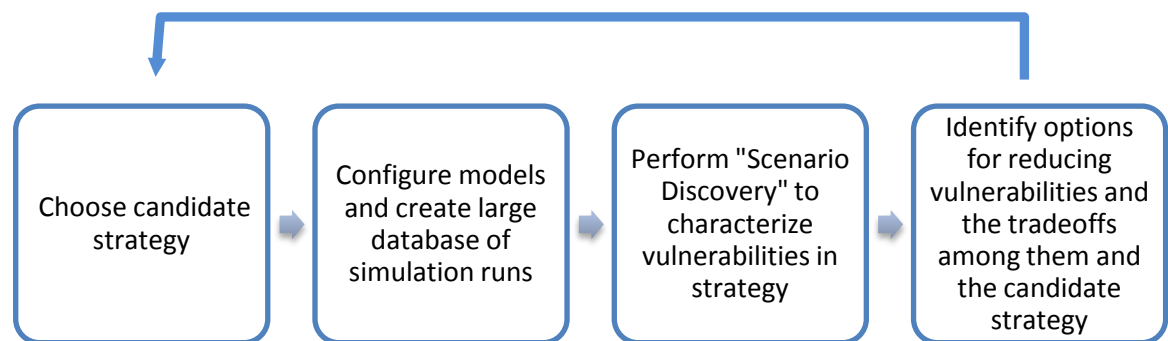 Choose candidate
strategy
Configure models
and create large
database of
simulation runs
Perform "Scenario
Discovery" to
characterize
vulnerabilities in
strategy
Identify options
for reducing
vulnerabilities and
the tradeoffs
among them and
the candidate
strategy